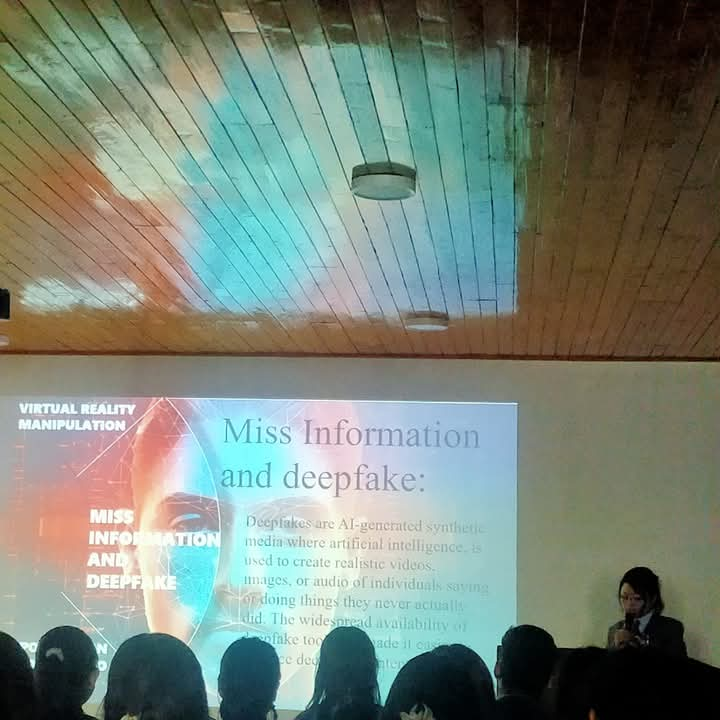 VIRTUAL REALITY
MANIPULATION
MISS
INFORMATION
AND
DEEPFAKE
Miss Information
and deepfake:
Deepfakes are AI-generated synthetic
media where artificial intelligence, is
used to create realistic videos,
images, or audio of individuals saying
or doing things they never actually
did. The widespread availability of
made it